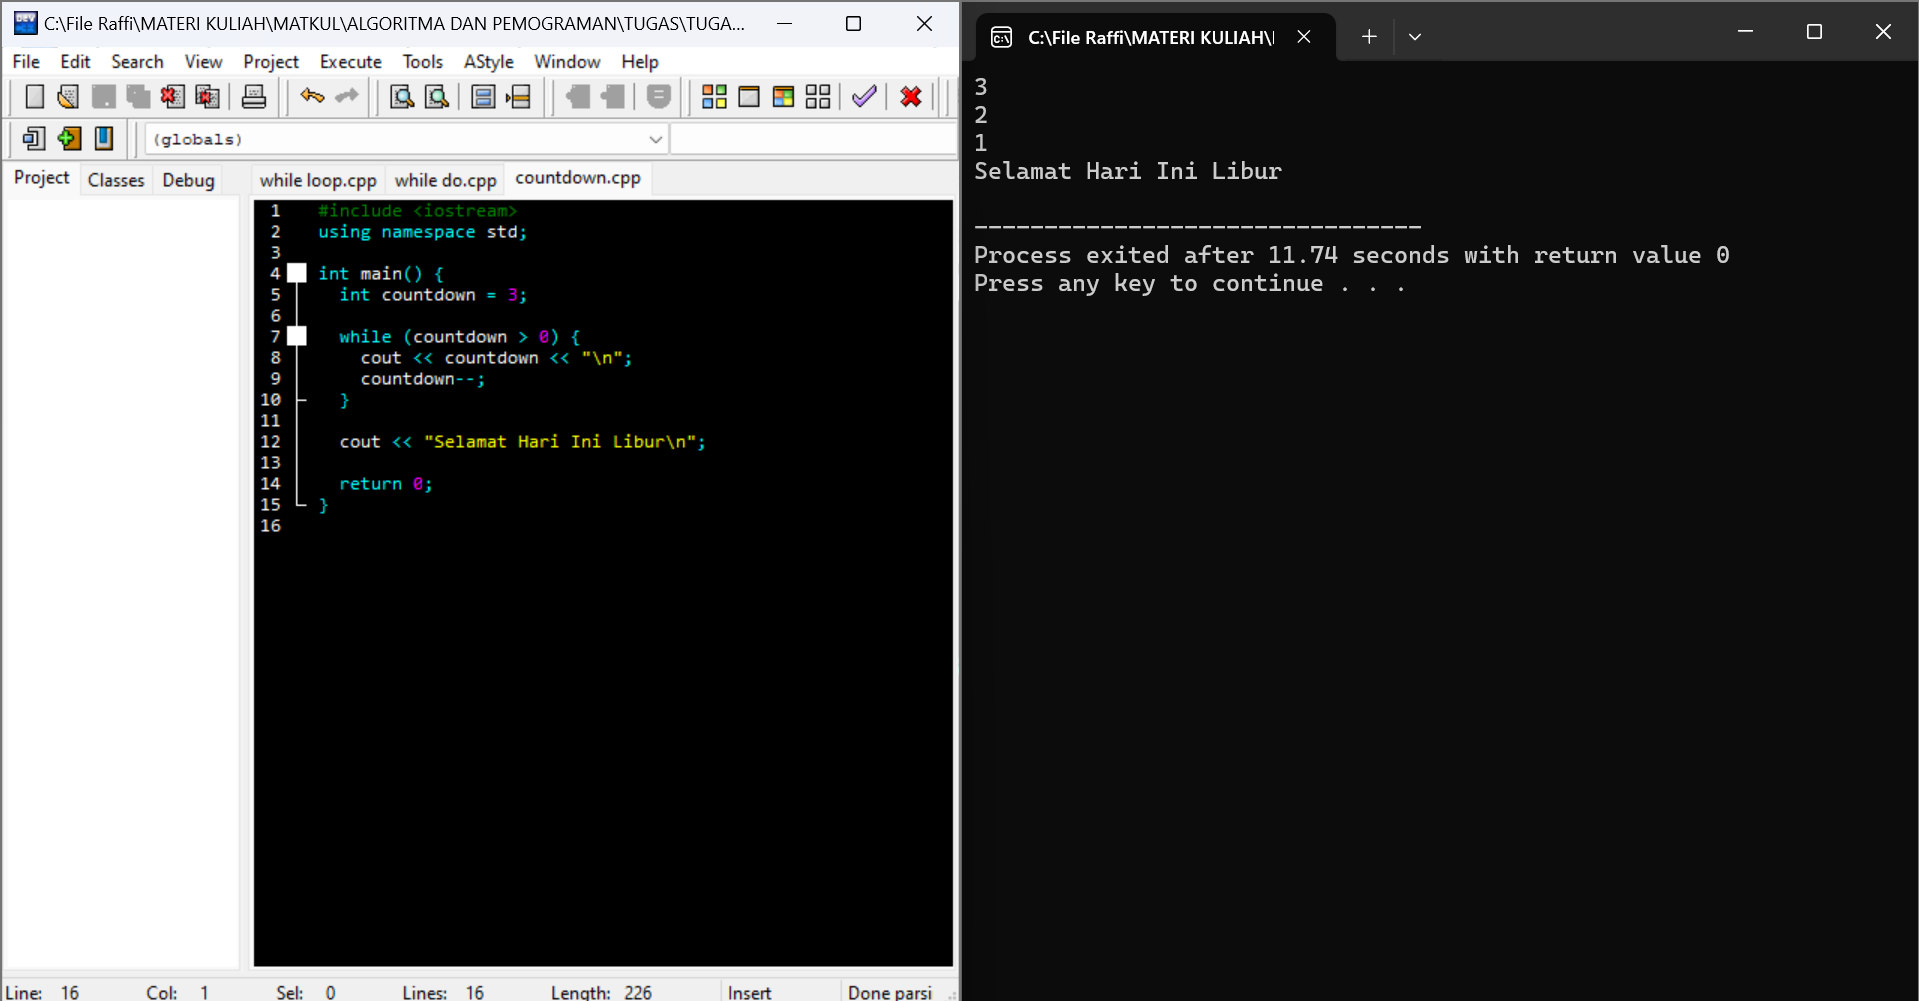 C:\File Raffi\MATERI KULIAH\MATKUL\ALGORITMA DAN PEMOGRAMAN\TUGAS\TUGA...
File Edit Search View Project Execute Tools AStyle Window Help
(globals)
Project Classes Debug
while loop.cpp while do.cpp countdown.cpp
1 #include <iostream>
2 using namespace std;
3
4 int main() {
5 int countdown = 3;
6
7 while (countdown > 0) {
8 cout << countdown << "\n";
9 countdown--;
10 }
11
12 cout << "Selamat Hari Ini Libur\n";
13
14 return 0;
15 }
16
Line: 16 Col: 1 Sel: 0 Lines: 16 Length: 226 Insert Done parsi
C:\File Raffi\MATERI KULIAH\
3
2
1
Selamat Hari Ini Libur
--------------------------------
Process exited after 11.74 seconds with return value 0
Press any key to continue . . .